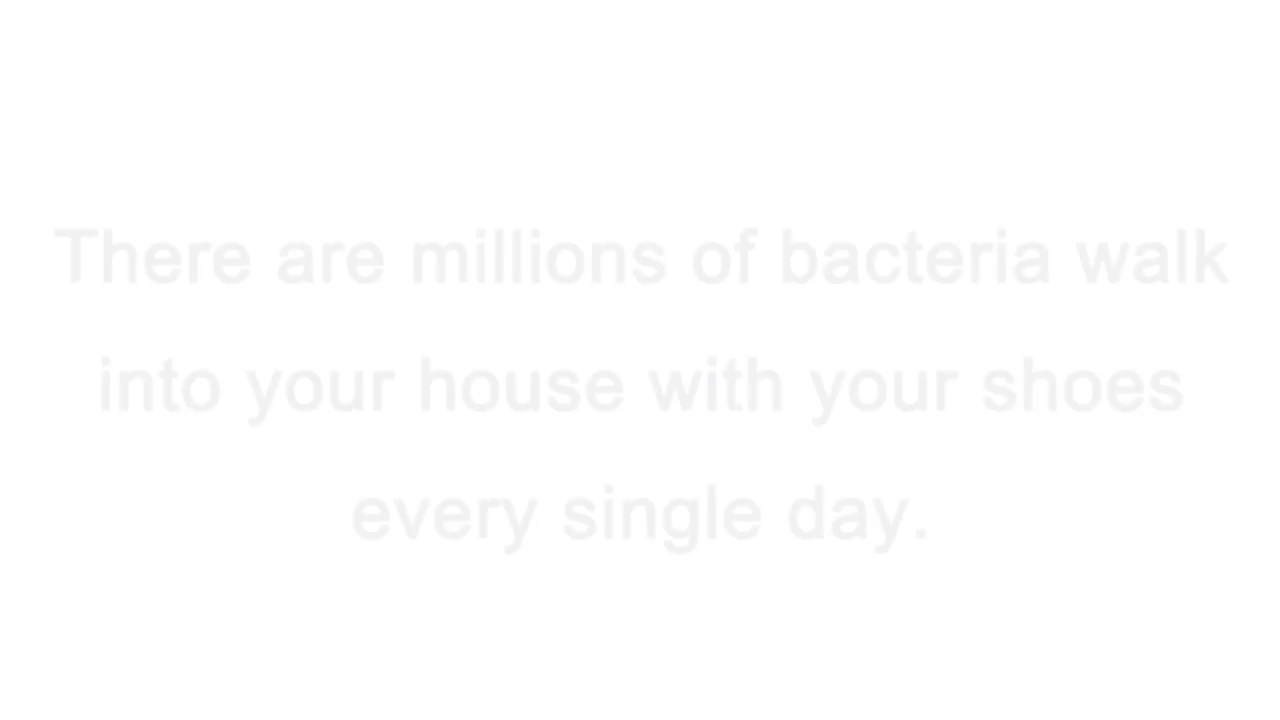 There are millions of bacteria walk
into your house with your shoes
every single day.